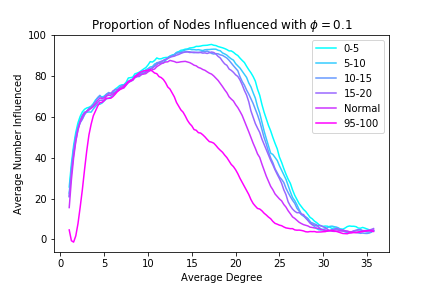 Proportion of Nodes Influenced with ϕ = 0.1
Average Number Influenced
100
80
60
40
20
0
0-5
5-10
10-15
15-20
Normal
95-100
0 5 10 15 20 25 30 35
Average Degree